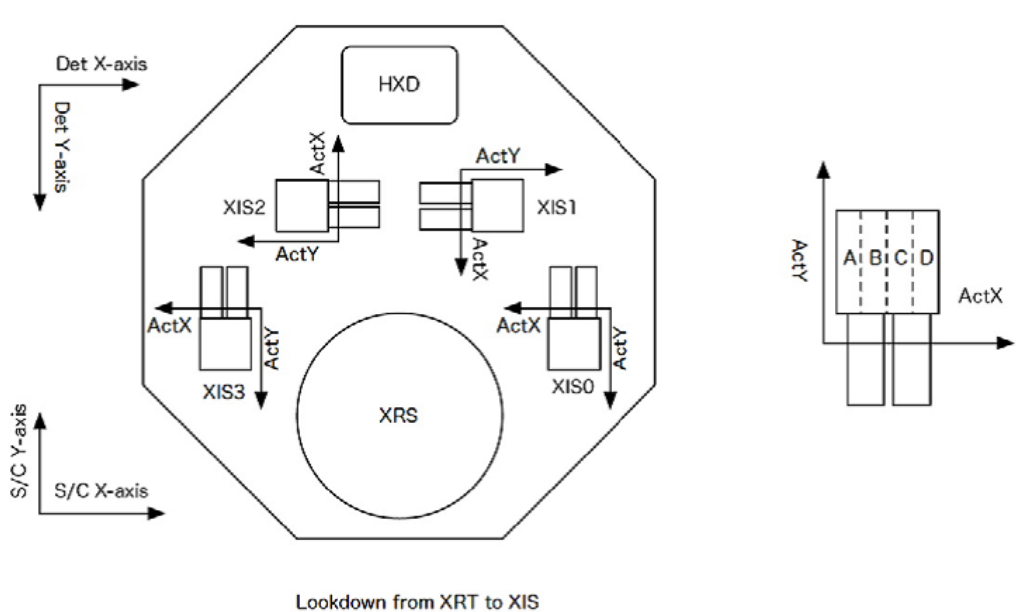 Det X-axis
Det Y-axis
HXD
ActX
ActY
XIS2
ActY
XIS1
ActX
ActX
ActY
XIS3
ActX
ActY
XIS0
XRS
S/C Y-axis
S/C X-axis
ActY
A B C D
ActX
Lookdown from XRT to XIS